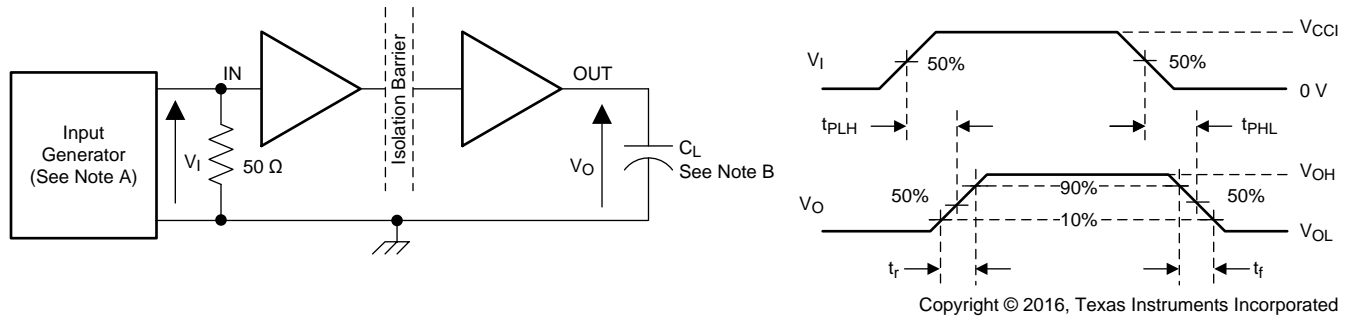 Input
Generator
(See Note A)
V_I
IN
50 Ω
Isolation Barrier
OUT
V_O
C_L
See Note B
V_I
50%
50%
V_CCI
0 V
t_PLH
t_PHL
V_O
50%
90%
10%
50%
V_OH
V_OL
t_r
t_f
Copyright © 2016, Texas Instruments Incorporated